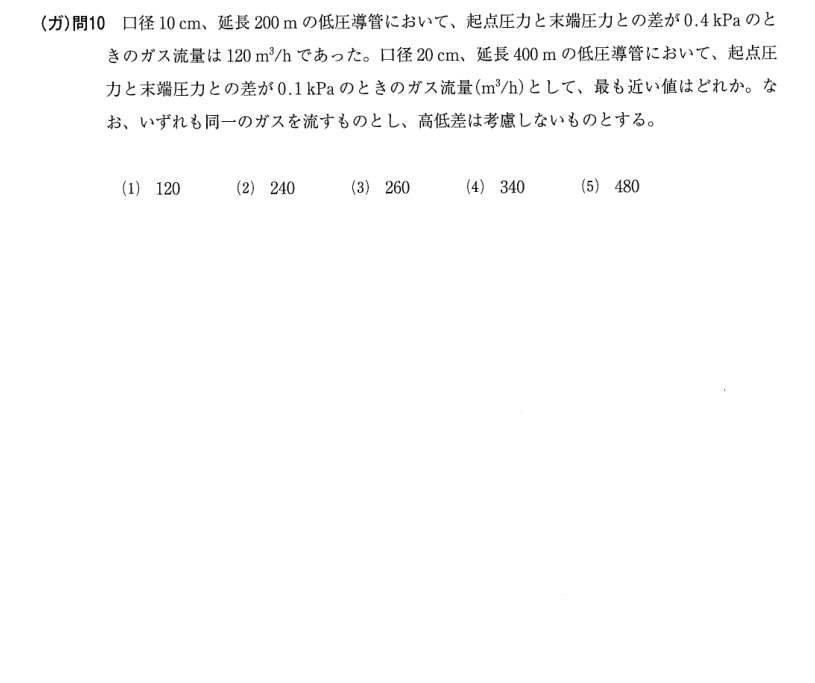 (ガ)問10 口径 10 cm、延長 200 m の低圧導管において、起点圧力と末端圧力との差が 0.4 kPa のと
きのガス流量は 120 m³/h であった。口径 20 cm、延長 400 m の低圧導管において、起点圧
力と末端圧力との差が 0.1 kPa のときのガス流量(m³/h)として、最も近い値はどれか。な
お、いずれも同一のガスを流すものとし、高低差は考慮しないものとする。
(1) 120 (2) 240 (3) 260 (4) 340 (5) 480